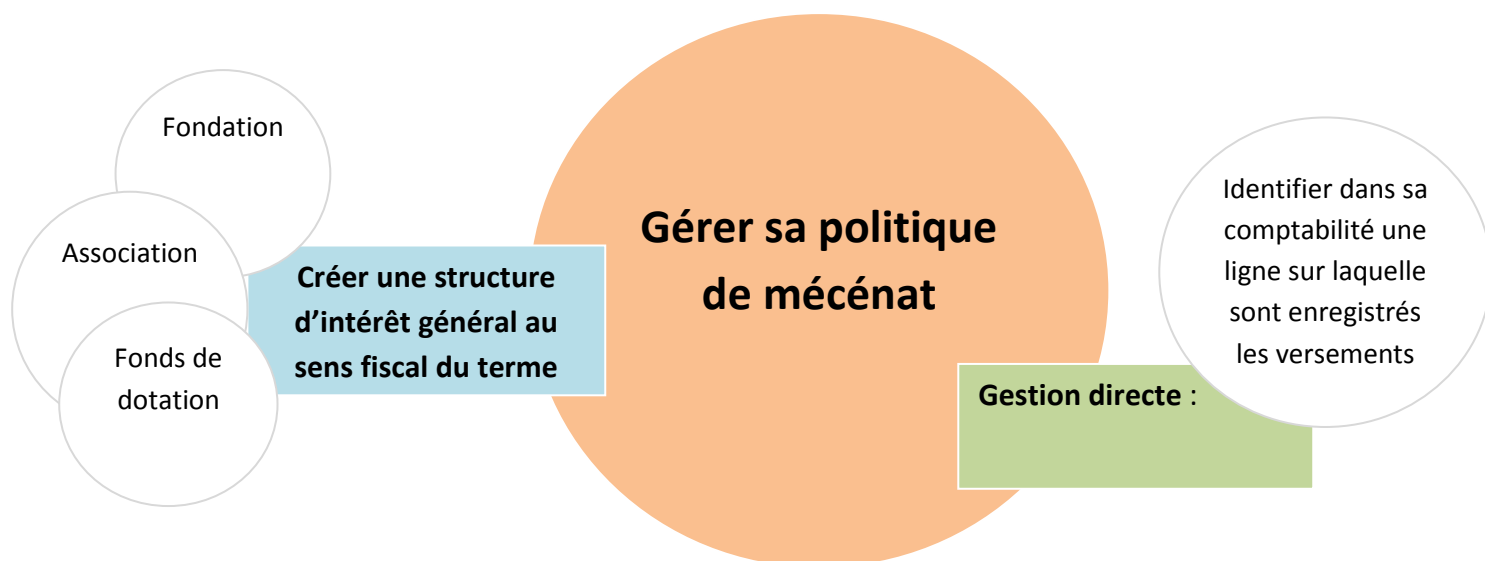 Fondation
Association
Fonds de
dotation
Créer une structure
d’intérêt général au
sens fiscal du terme
Gérer sa politique
de mécénat
Gestion directe :
Identifier dans sa
comptabilité une
ligne sur laquelle
sont enregistrés
les versements